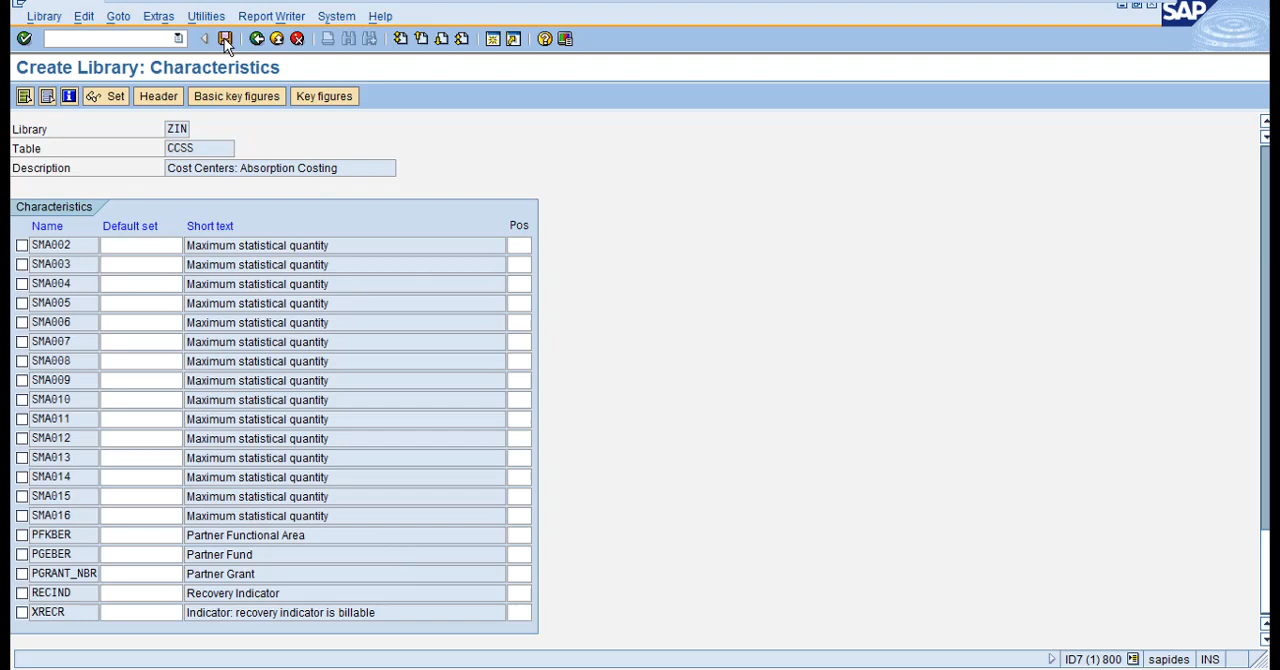 Library Edit Goto Extras Utilities Report Writer System Help
SAP
Create Library: Characteristics
Set Header Basic key figures Key figures
Library ZIN
Table CCSS
Description Cost Centers: Absorption Costing
Characteristics
Name Default set Short text Pos
SMA002 Maximum statistical quantity
SMA003 Maximum statistical quantity
SMA004 Maximum statistical quantity
SMA005 Maximum statistical quantity
SMA006 Maximum statistical quantity
SMA007 Maximum statistical quantity
SMA008 Maximum statistical quantity
SMA009 Maximum statistical quantity
SMA010 Maximum statistical quantity
SMA011 Maximum statistical quantity
SMA012 Maximum statistical quantity
SMA013 Maximum statistical quantity
SMA014 Maximum statistical quantity
SMA015 Maximum statistical quantity
SMA016 Maximum statistical quantity
PFKBER Partner Functional Area
PGEBER Partner Fund
PGRANT_NBR Partner Grant
RECIND Recovery Indicator
XRECR Indicator: recovery indicator is billable
ID7 (1) 800 sapides INS